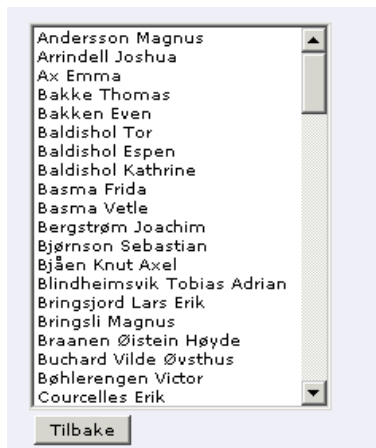 Andersson Magnus
Arrindell Joshua
Ax Emma
Bakke Thomas
Bakken Even
Baldishol Tor
Baldishol Espen
Baldishol Kathrine
Basma Frida
Basma Vetle
Bergstrøm Joachim
Bjørnson Sebastian
Bjåen Knut Axel
Blindheimsvik Tobias Adrian
Bringsjord Lars Erik
Bringsli Magnus
Braanen Øistein Høyde
Buchard Vilde Øvsthus
Bøhlerengen Victor
Courcelles Erik
Tilbake